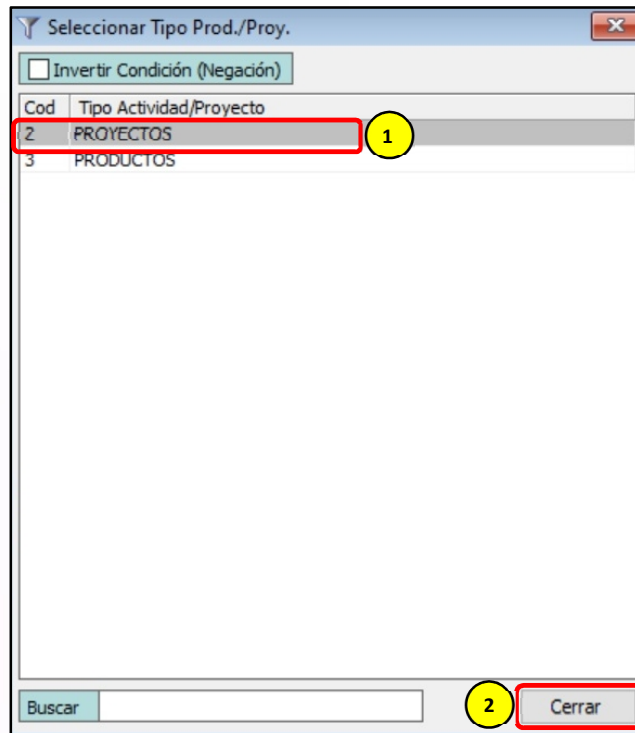 Seleccionar Tipo Prod./Proy.
Invertir Condición (Negación)
Cod Tipo Actividad/Proyecto
2 PROYECTOS 1
3 PRODUCTOS
Buscar 2 Cerrar